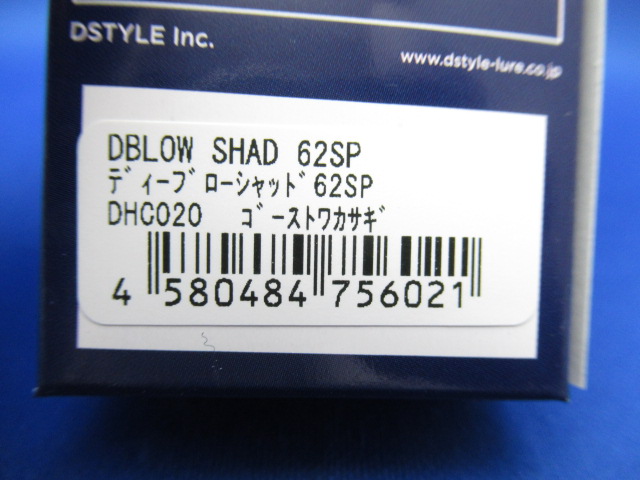 DSTYLE Inc.
www.dstyle-lure.co.jp
DBLOW SHAD 62SP
ﾃﾞｨｰﾌﾞﾛｰｼｬｯﾄﾞ62SP
DHC020 ｺﾞｰｽﾄﾜｶｻｷﾞ
4 580484 756021